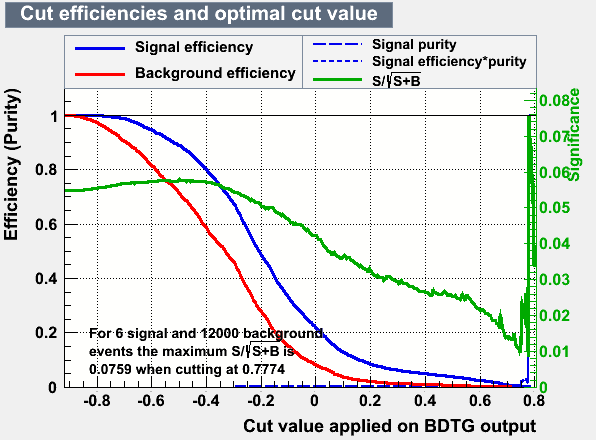 Cut efficiencies and optimal cut value
Signal efficiency
Background efficiency
Signal purity
Signal efficiency*purity
S/√S+B
Efficiency (Purity)
1
0.8
0.6
0.4
0.2
0
For 6 signal and 12000 background
events the maximum S/√S+B is
0.0759 when cutting at 0.7774
-0.8 -0.6 -0.4 -0.2 0 0.2 0.4 0.6 0.8
Cut value applied on BDTG output
0.08
0.07
0.06
0.05
0.04
0.03
0.02
0.01
0
Significance